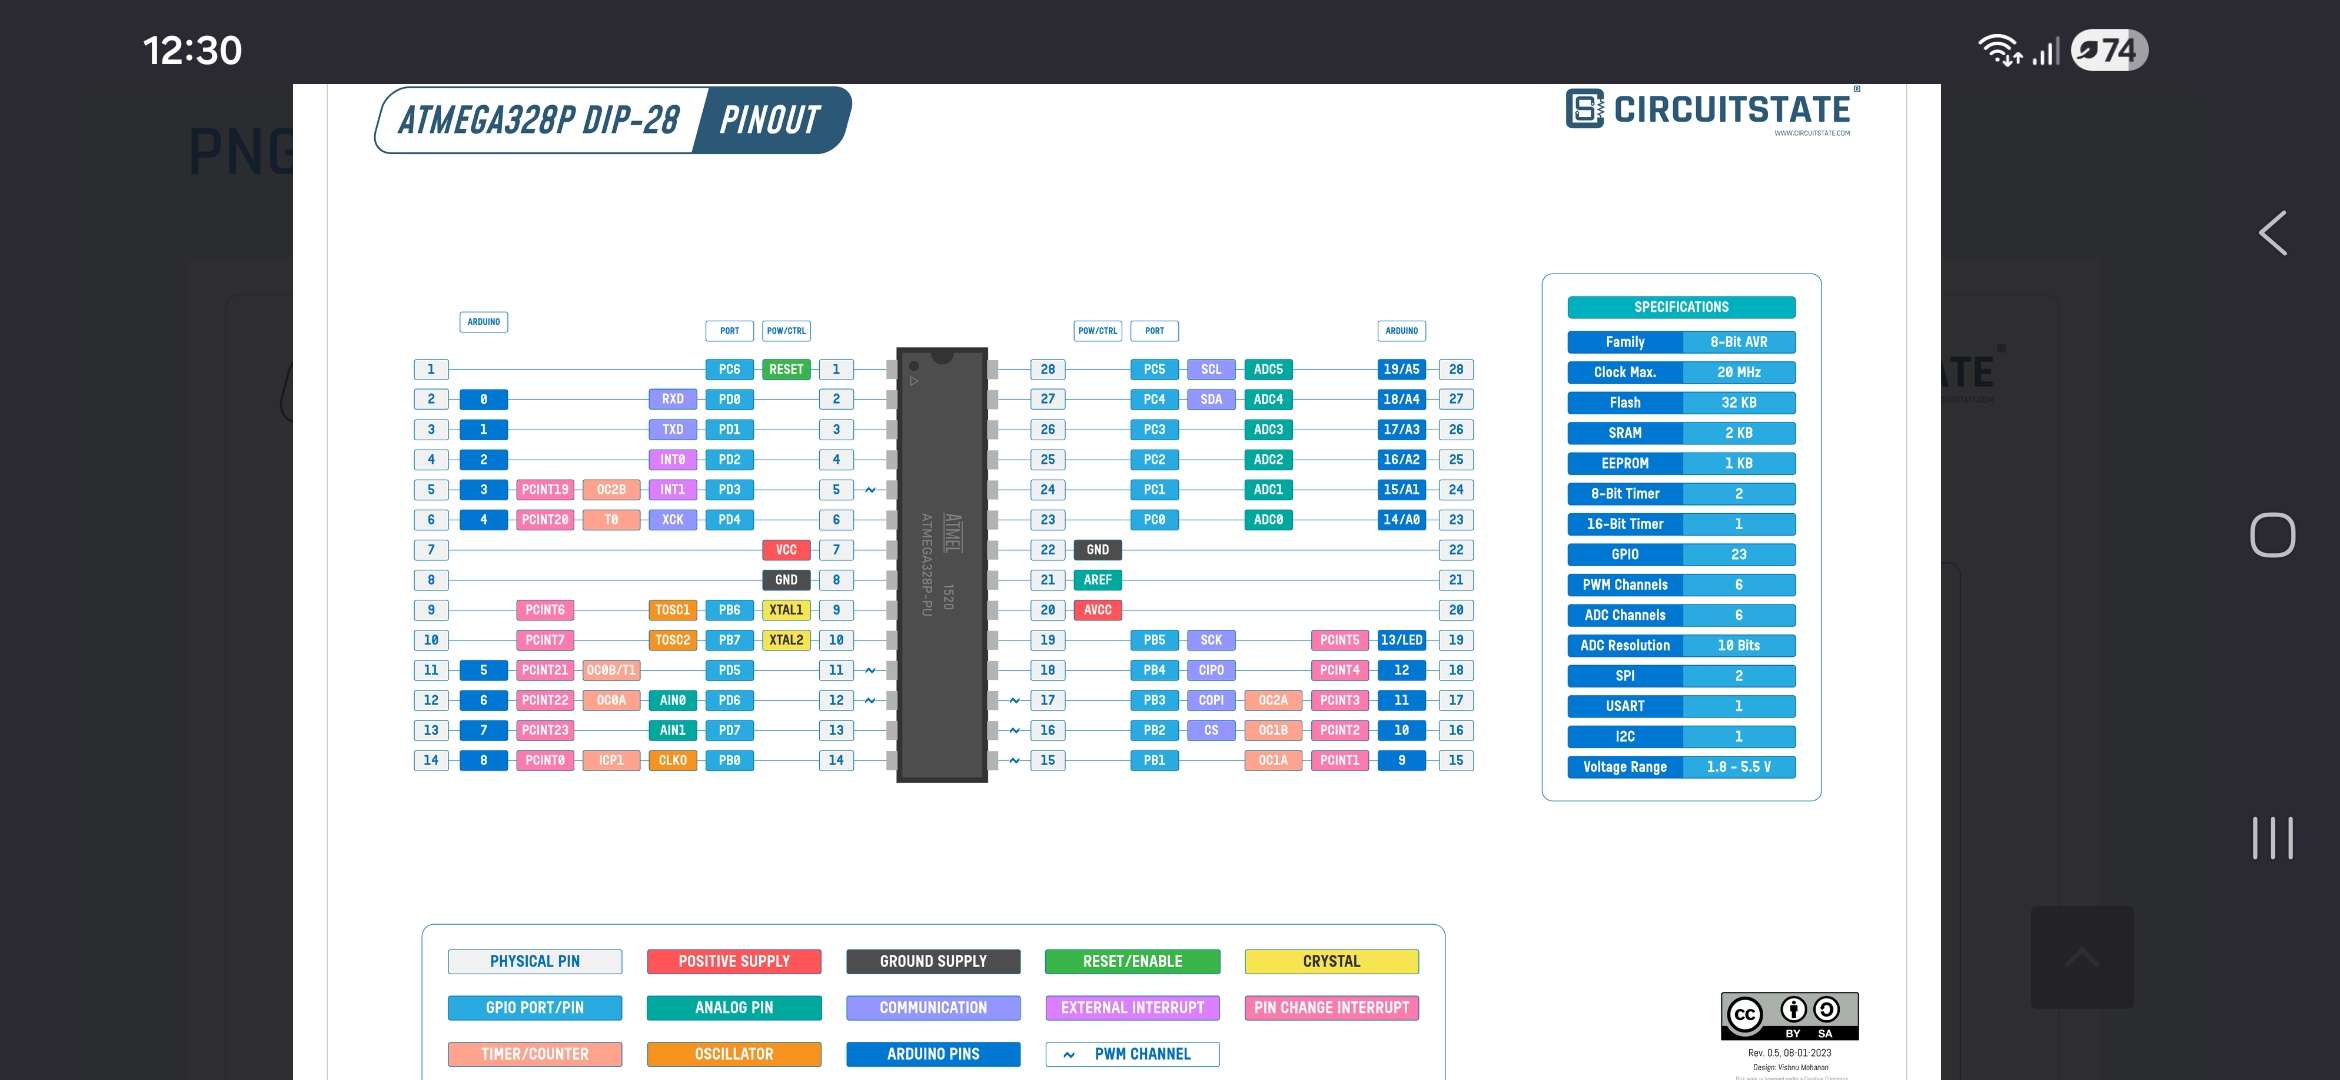 12:30
74
PNG
ATMEGA328P DIP-28 PINOUT
CIRCUITSTATE
WWW.CIRCUITSTATE.COM
ARDUINO PORT POW/CTRL POW/CTRL PORT ARDUINO
1 PC6 RESET 1 28 PC5 SCL ADC5 19/A5 28
2 0 RXD PD0 2 27 PC4 SDA ADC4 18/A4 27
3 1 TXD PD1 3 26 PC3 ADC3 17/A3 26
4 2 INT0 PD2 4 25 PC2 ADC2 16/A2 25
5 3 PCINT19 OC2B INT1 PD3 5 ~ 24 PC1 ADC1 15/A1 24
6 4 PCINT20 T0 XCK PD4 6 23 PC0 ADC0 14/A0 23
7 VCC 7 22 GND 22
8 GND 8 21 AREF 21
9 PCINT6 TOSC1 PB6 XTAL1 9 20 AVCC 20
10 PCINT7 TOSC2 PB7 XTAL2 10 19 PB5 SCK PCINT5 13/LED 19
11 5 PCINT21 OC0B/T1 PD5 11 ~ 18 PB4 CIPO PCINT4 12 18
12 6 PCINT22 OC0A AIN0 PD6 12 ~ ~ 17 PB3 COPI OC2A PCINT3 11 17
13 7 PCINT23 AIN1 PD7 13 ~ 16 PB2 CS OC1B PCINT2 10 16
14 8 PCINT0 ICP1 CLKO PB0 14 ~ 15 PB1 OC1A PCINT1 9 15
ATMEL 1520
ATMEGA328P-PU
SPECIFICATIONS
Family 8-Bit AVR
Clock Max. 20 MHz
Flash 32 KB
SRAM 2 KB
EEPROM 1 KB
8-Bit Timer 2
16-Bit Timer 1
GPIO 23
PWM Channels 6
ADC Channels 6
ADC Resolution 10 Bits
SPI 2
USART 1
I2C 1
Voltage Range 1.8 - 5.5 V
TATE
PHYSICAL PIN POSITIVE SUPPLY GROUND SUPPLY RESET/ENABLE CRYSTAL
GPIO PORT/PIN ANALOG PIN COMMUNICATION EXTERNAL INTERRUPT PIN CHANGE INTERRUPT
TIMER/COUNTER OSCILLATOR ARDUINO PINS ~ PWM CHANNEL
CC BY SA
Rev. 0.5, 08-01-2023
Design: Vishnu Mohanan